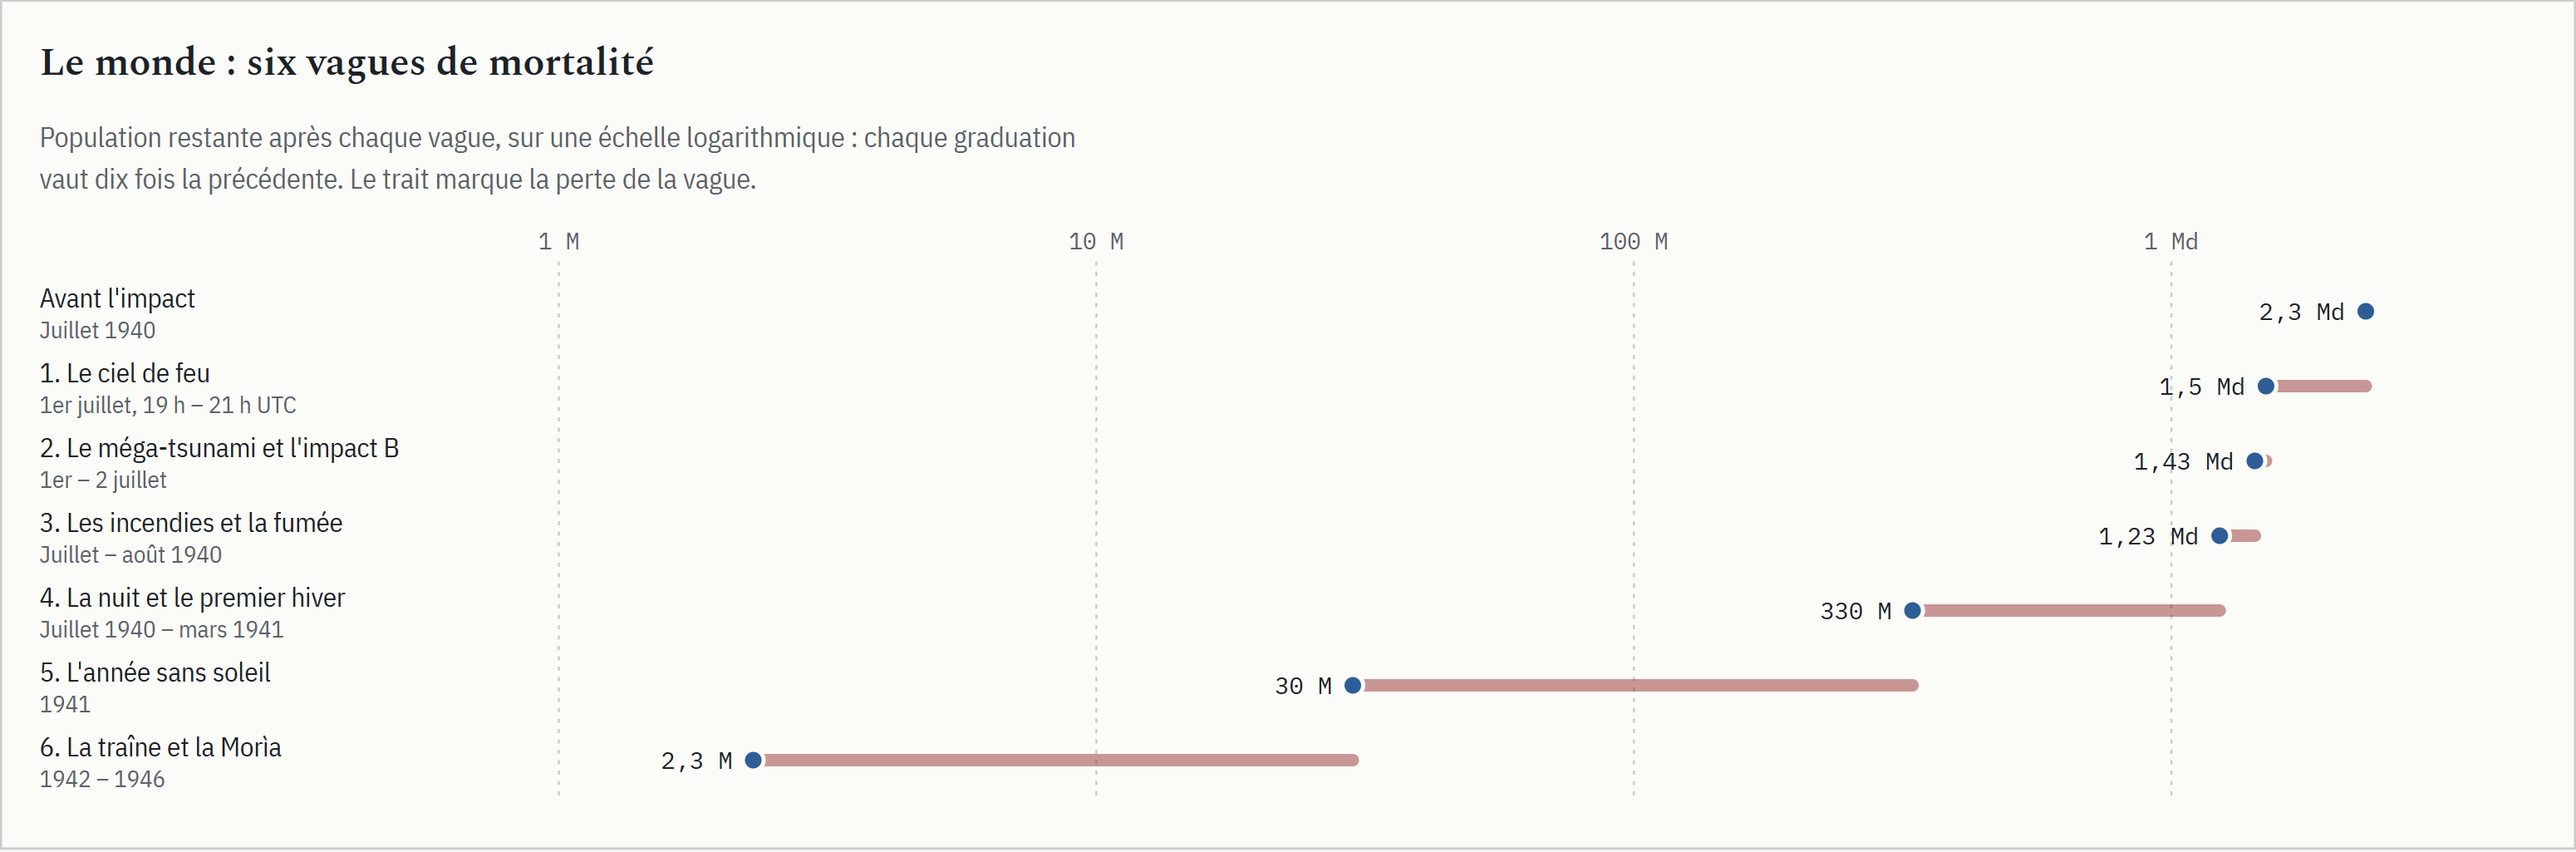 Le monde : six vagues de mortalité
Population restante après chaque vague, sur une échelle logarithmique : chaque graduation
vaut dix fois la précédente. Le trait marque la perte de la vague.
1 M 10 M 100 M 1 Md
Avant l'impact
Juillet 1940
2,3 Md
1. Le ciel de feu
1er juillet, 19 h – 21 h UTC
1,5 Md
2. Le méga-tsunami et l'impact B
1er – 2 juillet
1,43 Md
3. Les incendies et la fumée
Juillet – août 1940
1,23 Md
4. La nuit et le premier hiver
Juillet 1940 – mars 1941
330 M
5. L'année sans soleil
1941
30 M
6. La traîne et la Morìa
1942 – 1946
2,3 M